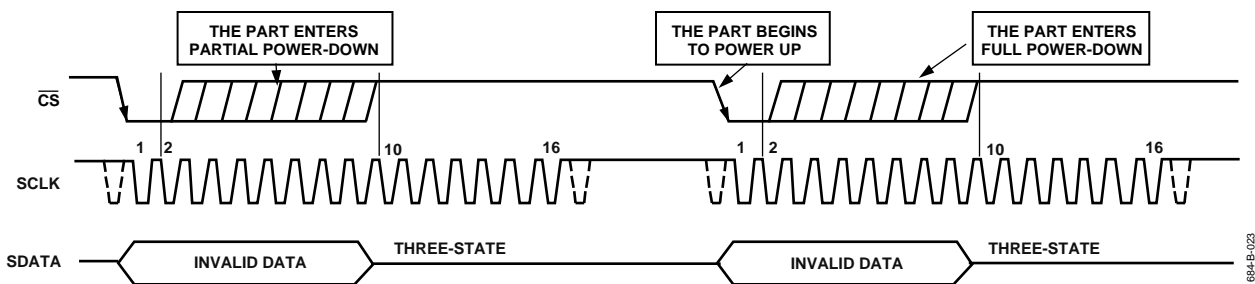 THE PART ENTERS
PARTIAL POWER-DOWN
THE PART BEGINS
TO POWER UP
THE PART ENTERS
FULL POWER-DOWN
CS
1 2 10 16 1 2 10 16
SCLK
SDATA INVALID DATA THREE-STATE INVALID DATA THREE-STATE
684-B-023